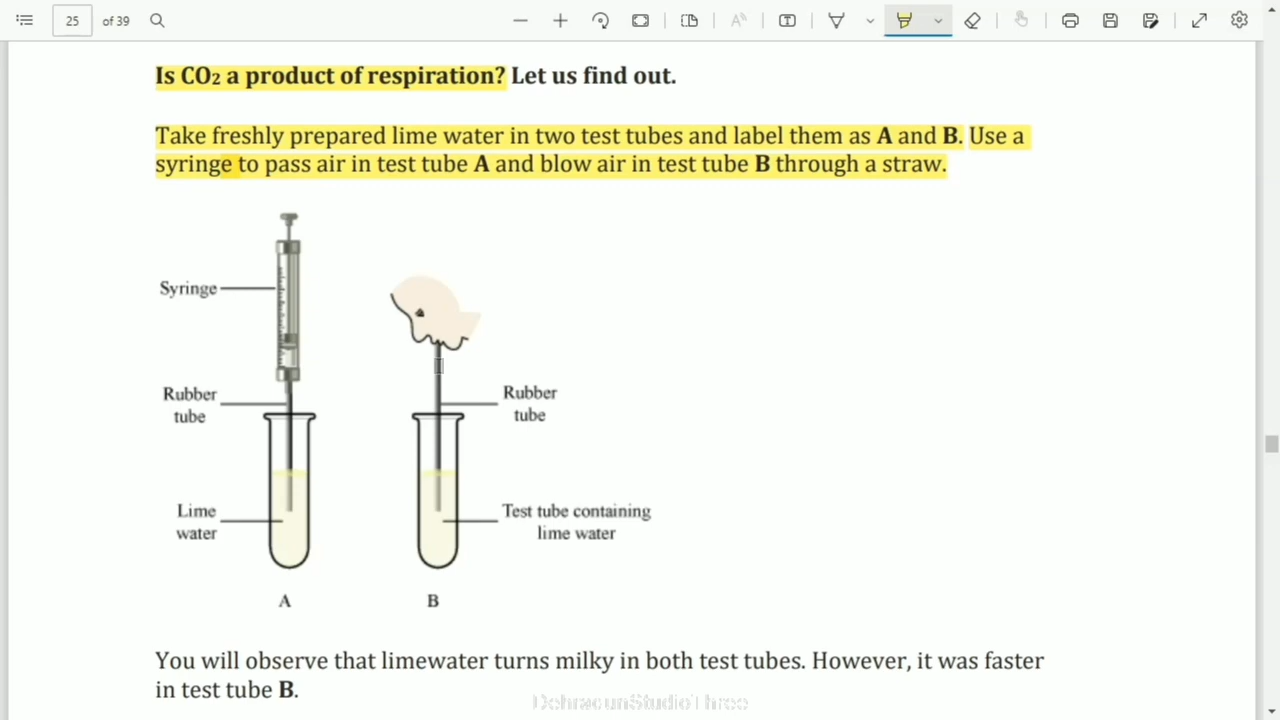 25 of 39
Is CO2 a product of respiration? Let us find out.
Take freshly prepared lime water in two test tubes and label them as A and B. Use a
syringe to pass air in test tube A and blow air in test tube B through a straw.
Syringe
Rubber
tube
Rubber
tube
Lime
water
Test tube containing
lime water
A
B
You will observe that limewater turns milky in both test tubes. However, it was faster
in test tube B.
DehradunStudioThree